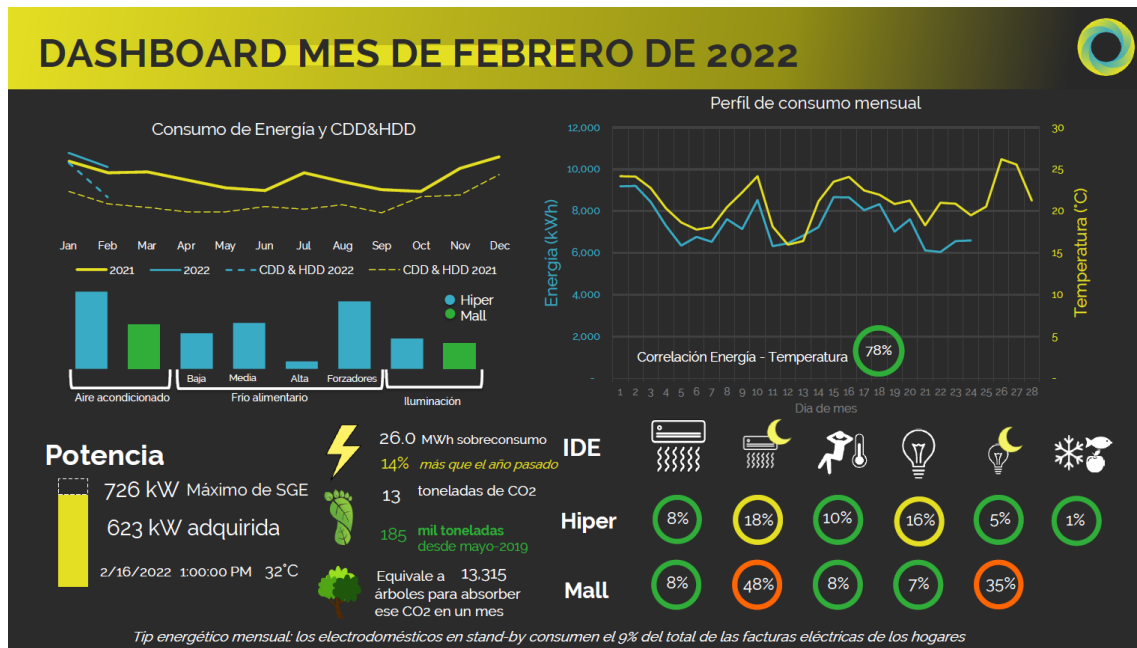 DASHBOARD MES DE FEBRERO DE 2022
Consumo de Energía y CDD&HDD
Jan Feb Mar Apr May Jun Jul Aug Sep Oct Nov Dec
2021 2022 CDD & HDD 2022 CDD & HDD 2021
Hiper
Mall
Baja Media Alta Forzadores
Aire acondicionado Frío alimentario Iluminación
Perfil de consumo mensual
12,000 30
10,000 25
8,000 20
6,000 15
4,000 10
2,000 5
- -
Energía (kWh)
Temperatura (°C)
Correlación Energía - Temperatura 78%
1 2 3 4 5 6 7 8 9 10 11 12 13 14 15 16 17 18 19 20 21 22 23 24 25 26 27 28
Día de mes
Potencia
726 kW Máximo de SGE
623 kW adquirida
2/16/2022 1:00:00 PM 32°C
26.0 MWh sobreconsumo
14% más que el año pasado
13 toneladas de CO2
185 mil toneladas
desde mayo-2019
Equivale a 13,315
árboles para absorber
ese CO2 en un mes
IDE
Hiper 8% 18% 10% 16% 5% 1%
Mall 8% 48% 8% 7% 35%
Tip energético mensual: los electrodomésticos en stand-by consumen el 9% del total de las facturas eléctricas de los hogares